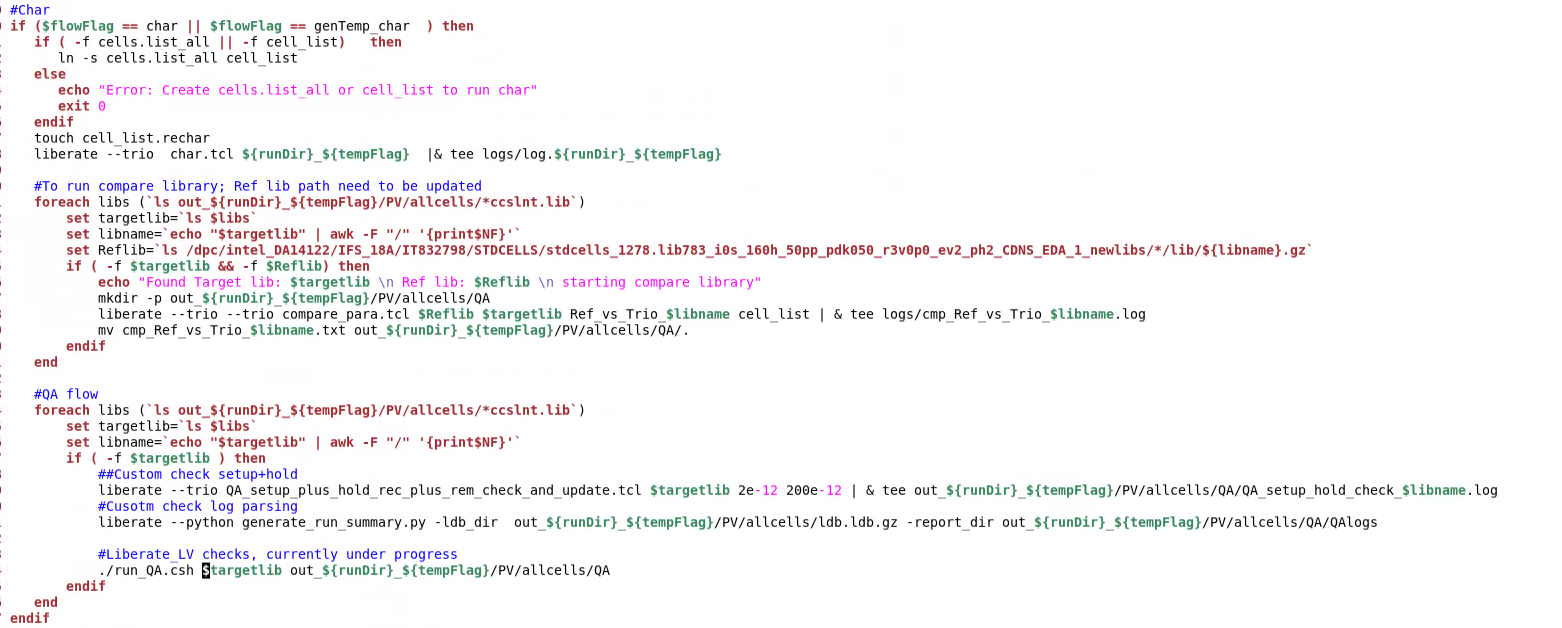 #Char
if ($flowFlag == char || $flowFlag == genTemp_char  ) then
   if ( -f cells.list_all || -f cell_list)   then
      ln -s cells.list_all cell_list
   else
      echo "Error: Create cells.list_all or cell_list to run char"
      exit 0
   endif
   touch cell_list.rechar
   liberate --trio  char.tcl ${runDir}_${tempFlag}  |& tee logs/log.${runDir}_${tempFlag}

   #To run compare library; Ref lib path need to be updated
   foreach libs (`ls out_${runDir}_${tempFlag}/PV/allcells/*ccslnt.lib`)
       set targetlib=`ls $libs`
       set libname=`echo "$targetlib" | awk -F "/" '{print$NF}'`
       set Reflib=`ls /dpc/intel_DA14122/IFS_18A/IT832798/STDCELLS/stdcells_1278.lib783_i0s_160h_50pp_pdk050_r3v0p0_ev2_ph2_CDNS_EDA_1_newlibs/*/lib/${libname}.gz`
       if ( -f $targetlib && -f $Reflib) then
           echo "Found Target lib: $targetlib \n Ref lib: $Reflib \n starting compare library"
           mkdir -p out_${runDir}_${tempFlag}/PV/allcells/QA
           liberate --trio --trio compare_para.tcl $Reflib $targetlib Ref_vs_Trio_$libname cell_list | & tee logs/cmp_Ref_vs_Trio_$libname.log
           mv cmp_Ref_vs_Trio_$libname.txt out_${runDir}_${tempFlag}/PV/allcells/QA/.
       endif
   end

   #QA flow
   foreach libs (`ls out_${runDir}_${tempFlag}/PV/allcells/*ccslnt.lib`)
       set targetlib=`ls $libs`
       set libname=`echo "$targetlib" | awk -F "/" '{print$NF}'`
       if ( -f $targetlib ) then
           ##Custom check setup+hold
           liberate --trio QA_setup_plus_hold_rec_plus_rem_check_and_update.tcl $targetlib 2e-12 200e-12 | & tee out_${runDir}_${tempFlag}/PV/allcells/QA/QA_setup_hold_check_$libname.log
           #Cusotm check log parsing
           liberate --python generate_run_summary.py -ldb_dir  out_${runDir}_${tempFlag}/PV/allcells/ldb.ldb.gz -report_dir out_${runDir}_${tempFlag}/PV/allcells/QA/QAlogs

           #Liberate_LV checks, currently under progress
           ./run_QA.csh $targetlib out_${runDir}_${tempFlag}/PV/allcells/QA
       endif
   end
endif